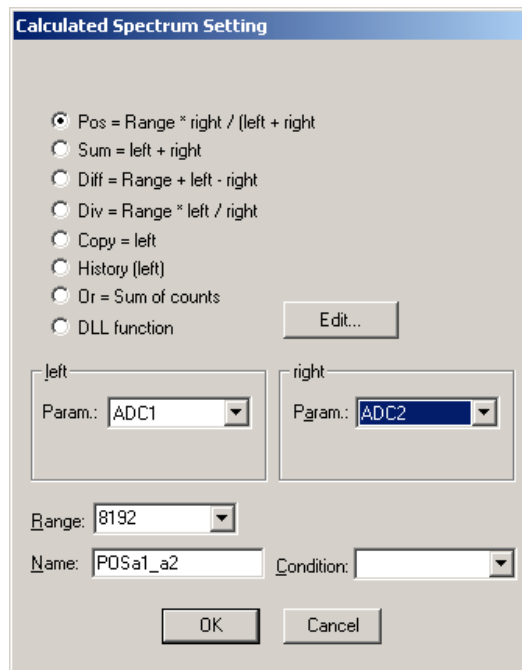 Calculated Spectrum Setting
Pos = Range * right / (left + right
Sum = left + right
Diff = Range + left - right
Div = Range * left / right
Copy = left
History (left)
Or = Sum of counts
DLL function
Edit...
left
right
Param.: ADC1
Param.: ADC2
Range: 8192
Name: POSa1_a2
Condition:
OK
Cancel